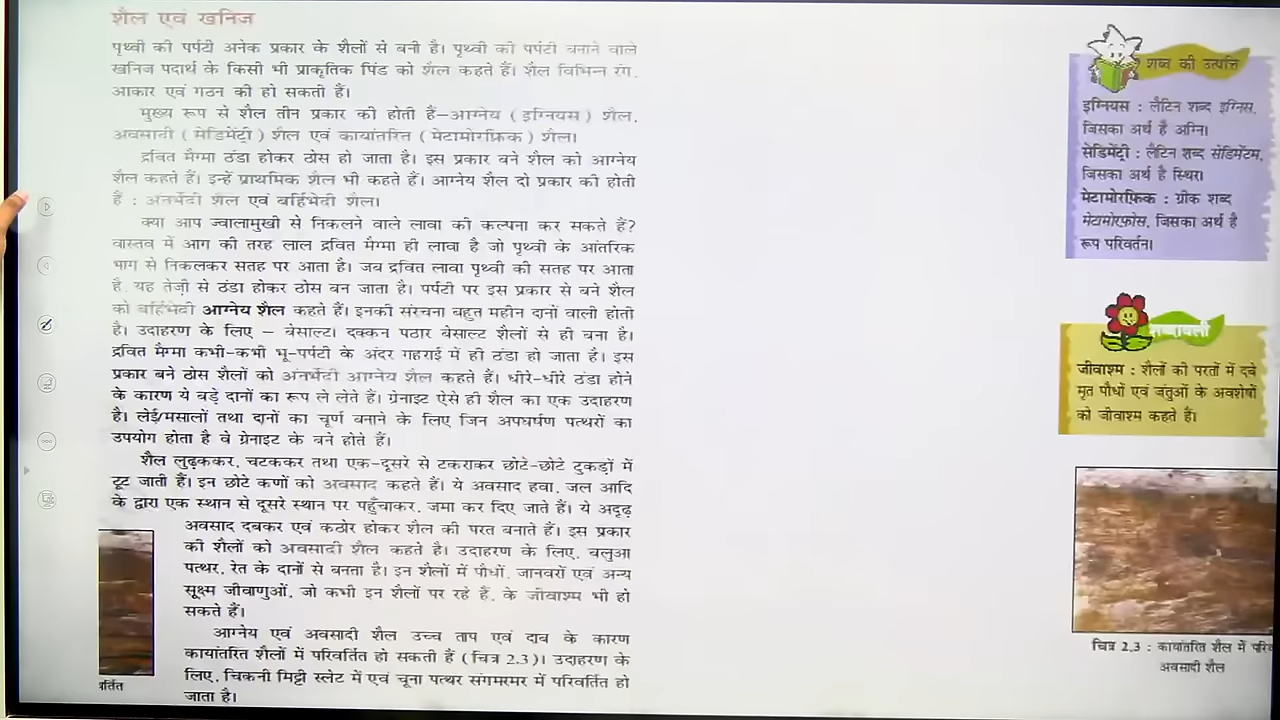 शैल एवं खनिज
पृथ्वी की पर्पटी अनेक प्रकार के शैलों से बनी है। पृथ्वी की पर्पटी बनाने वाले
खनिज पदार्थ के किसी भी प्राकृतिक पिंड को शैल कहते हैं। शैल विभिन्न रंग,
आकार एवं गठन की हो सकती हैं।
मुख्य रूप से शैल तीन प्रकार की होती हैं–आग्नेय (इग्नियस) शैल,
अवसादी (सेडिमेंट्री) शैल एवं कायांतरित (मेटामोरफ़िक) शैल।
द्रवित मैग्मा ठंडा होकर ठोस हो जाता है। इस प्रकार बने शैल को आग्नेय
शैल कहते हैं। इन्हें प्राथमिक शैल भी कहते हैं। आग्नेय शैल दो प्रकार की होती
हैं : अंतर्भेदी शैल एवं बर्हिभेदी शैल।
क्या आप ज्वालामुखी से निकलने वाले लावा की कल्पना कर सकते हैं?
वास्तव में आग की तरह लाल द्रवित मैग्मा ही लावा है जो पृथ्वी के आंतरिक
भाग से निकलकर सतह पर आता है। जब द्रवित लावा पृथ्वी की सतह पर आता
है, यह तेज़ी से ठंडा होकर ठोस बन जाता है। पर्पटी पर इस प्रकार से बने शैल
को बर्हिभेदी आग्नेय शैल कहते हैं। इनकी संरचना बहुत महीन दानों वाली होती
है। उदाहरण के लिए – बेसाल्ट। दक्कन पठार बेसाल्ट शैलों से ही बना है।
द्रवित मैग्मा कभी-कभी भू-पर्पटी के अंदर गहराई में ही ठंडा हो जाता है। इस
प्रकार बने ठोस शैलों को अंतर्भेदी आग्नेय शैल कहते हैं। धीरे-धीरे ठंडा होने
के कारण ये बड़े दानों का रूप ले लेते हैं। ग्रेनाइट ऐसे ही शैल का एक उदाहरण
है। लेई/मसालों तथा दानों का चूर्ण बनाने के लिए जिन अपघर्षण पत्थरों का
उपयोग होता है वे ग्रेनाइट के बने होते हैं।
शैल लुढ़ककर, चटककर तथा एक-दूसरे से टकराकर छोटे-छोटे टुकड़ों में
टूट जाती हैं। इन छोटे कणों को अवसाद कहते हैं। ये अवसाद हवा, जल आदि
के द्वारा एक स्थान से दूसरे स्थान पर पहुँचाकर, जमा कर दिए जाते हैं। ये अदृढ़
अवसाद दबकर एवं कठोर होकर शैल की परत बनाते हैं। इस प्रकार
की शैलों को अवसादी शैल कहते है। उदाहरण के लिए, बलुआ
पत्थर, रेत के दानों से बनता है। इन शैलों में पौधों, जानवरों एवं अन्य
सूक्ष्म जीवाणुओं, जो कभी इन शैलों पर रहे हैं, के जीवाश्म भी हो
सकते हैं।
आग्नेय एवं अवसादी शैल उच्च ताप एवं दाब के कारण
कायांतरित शैलों में परिवर्तित हो सकती हैं (चित्र 2.3)। उदाहरण के
लिए, चिकनी मिट्टी स्लेट में एवं चूना पत्थर संगमरमर में परिवर्तित हो
जाता है।
र्तित
शब्द की उत्पत्ति
इग्नियस : लैटिन शब्द इग्निस,
जिसका अर्थ है अग्नि।
सेडिमेंट्री : लैटिन शब्द सेडिमेंटम,
जिसका अर्थ है स्थिर।
मेटामोरफ़िक : ग्रीक शब्द
मेटामोरफ़ोस, जिसका अर्थ है
रूप परिवर्तन।
शब्दावली
जीवाश्म : शैलों की परतों में दबे
मृत पौधों एवं जंतुओं के अवशेषों
को जीवाश्म कहते हैं।
चित्र 2.3 : कायांतरित शैल में परिव
अवसादी शैल